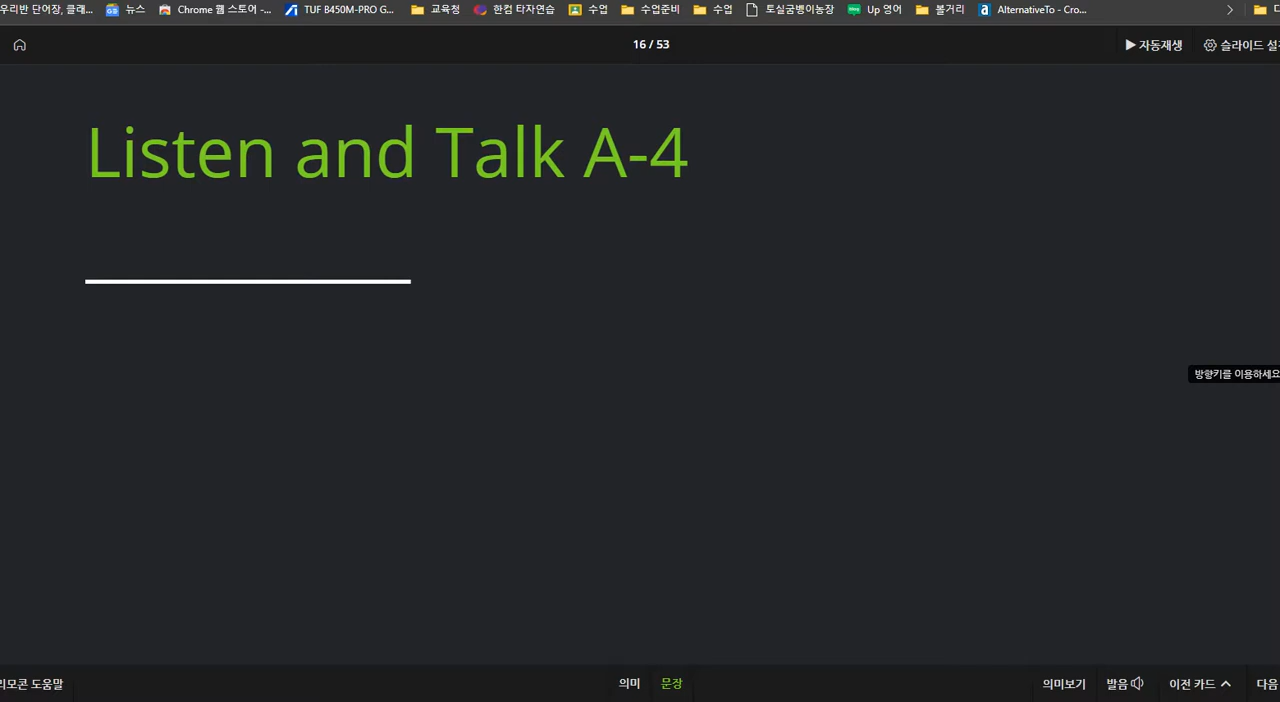 우리반 단어장, 클래... 뉴스 Chrome 웹 스토어 -... TUF B450M-PRO G... 교육청 한컴 타자연습 수업 수업준비 수업 토실굼벵이농장 Up 영어 볼거리 AlternativeTo - Cro...
16 / 53 자동재생 슬라이드 설정
Listen and Talk A-4
방향키를 이용하세요
리모콘 도움말 의미 문장 의미보기 발음 이전 카드 다음